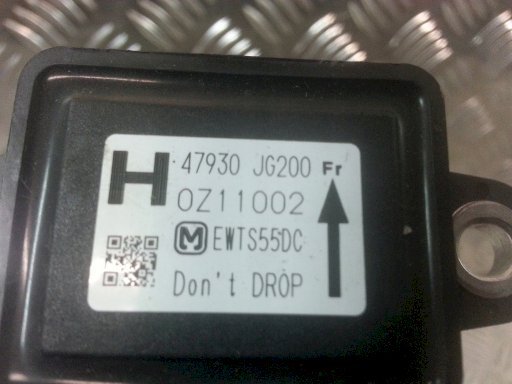 H 47930 JG200 Fr
0Z11002
M EWTS55DC
Don't DROP